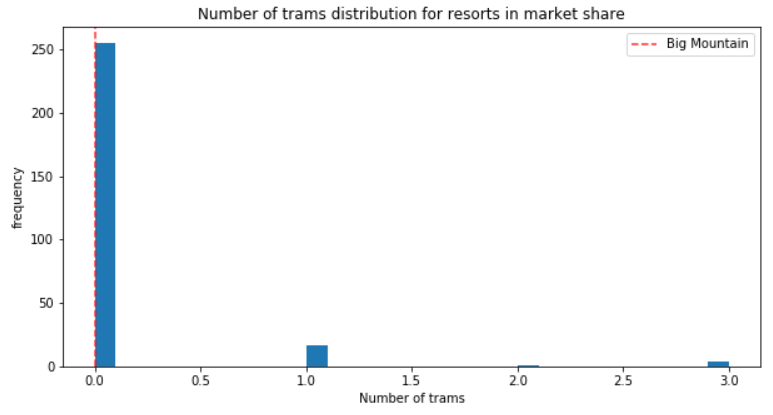 Number of trams distribution for resorts in market share
Big Mountain
250
200
150
100
50
0
frequency
0.0 0.5 1.0 1.5 2.0 2.5 3.0
Number of trams